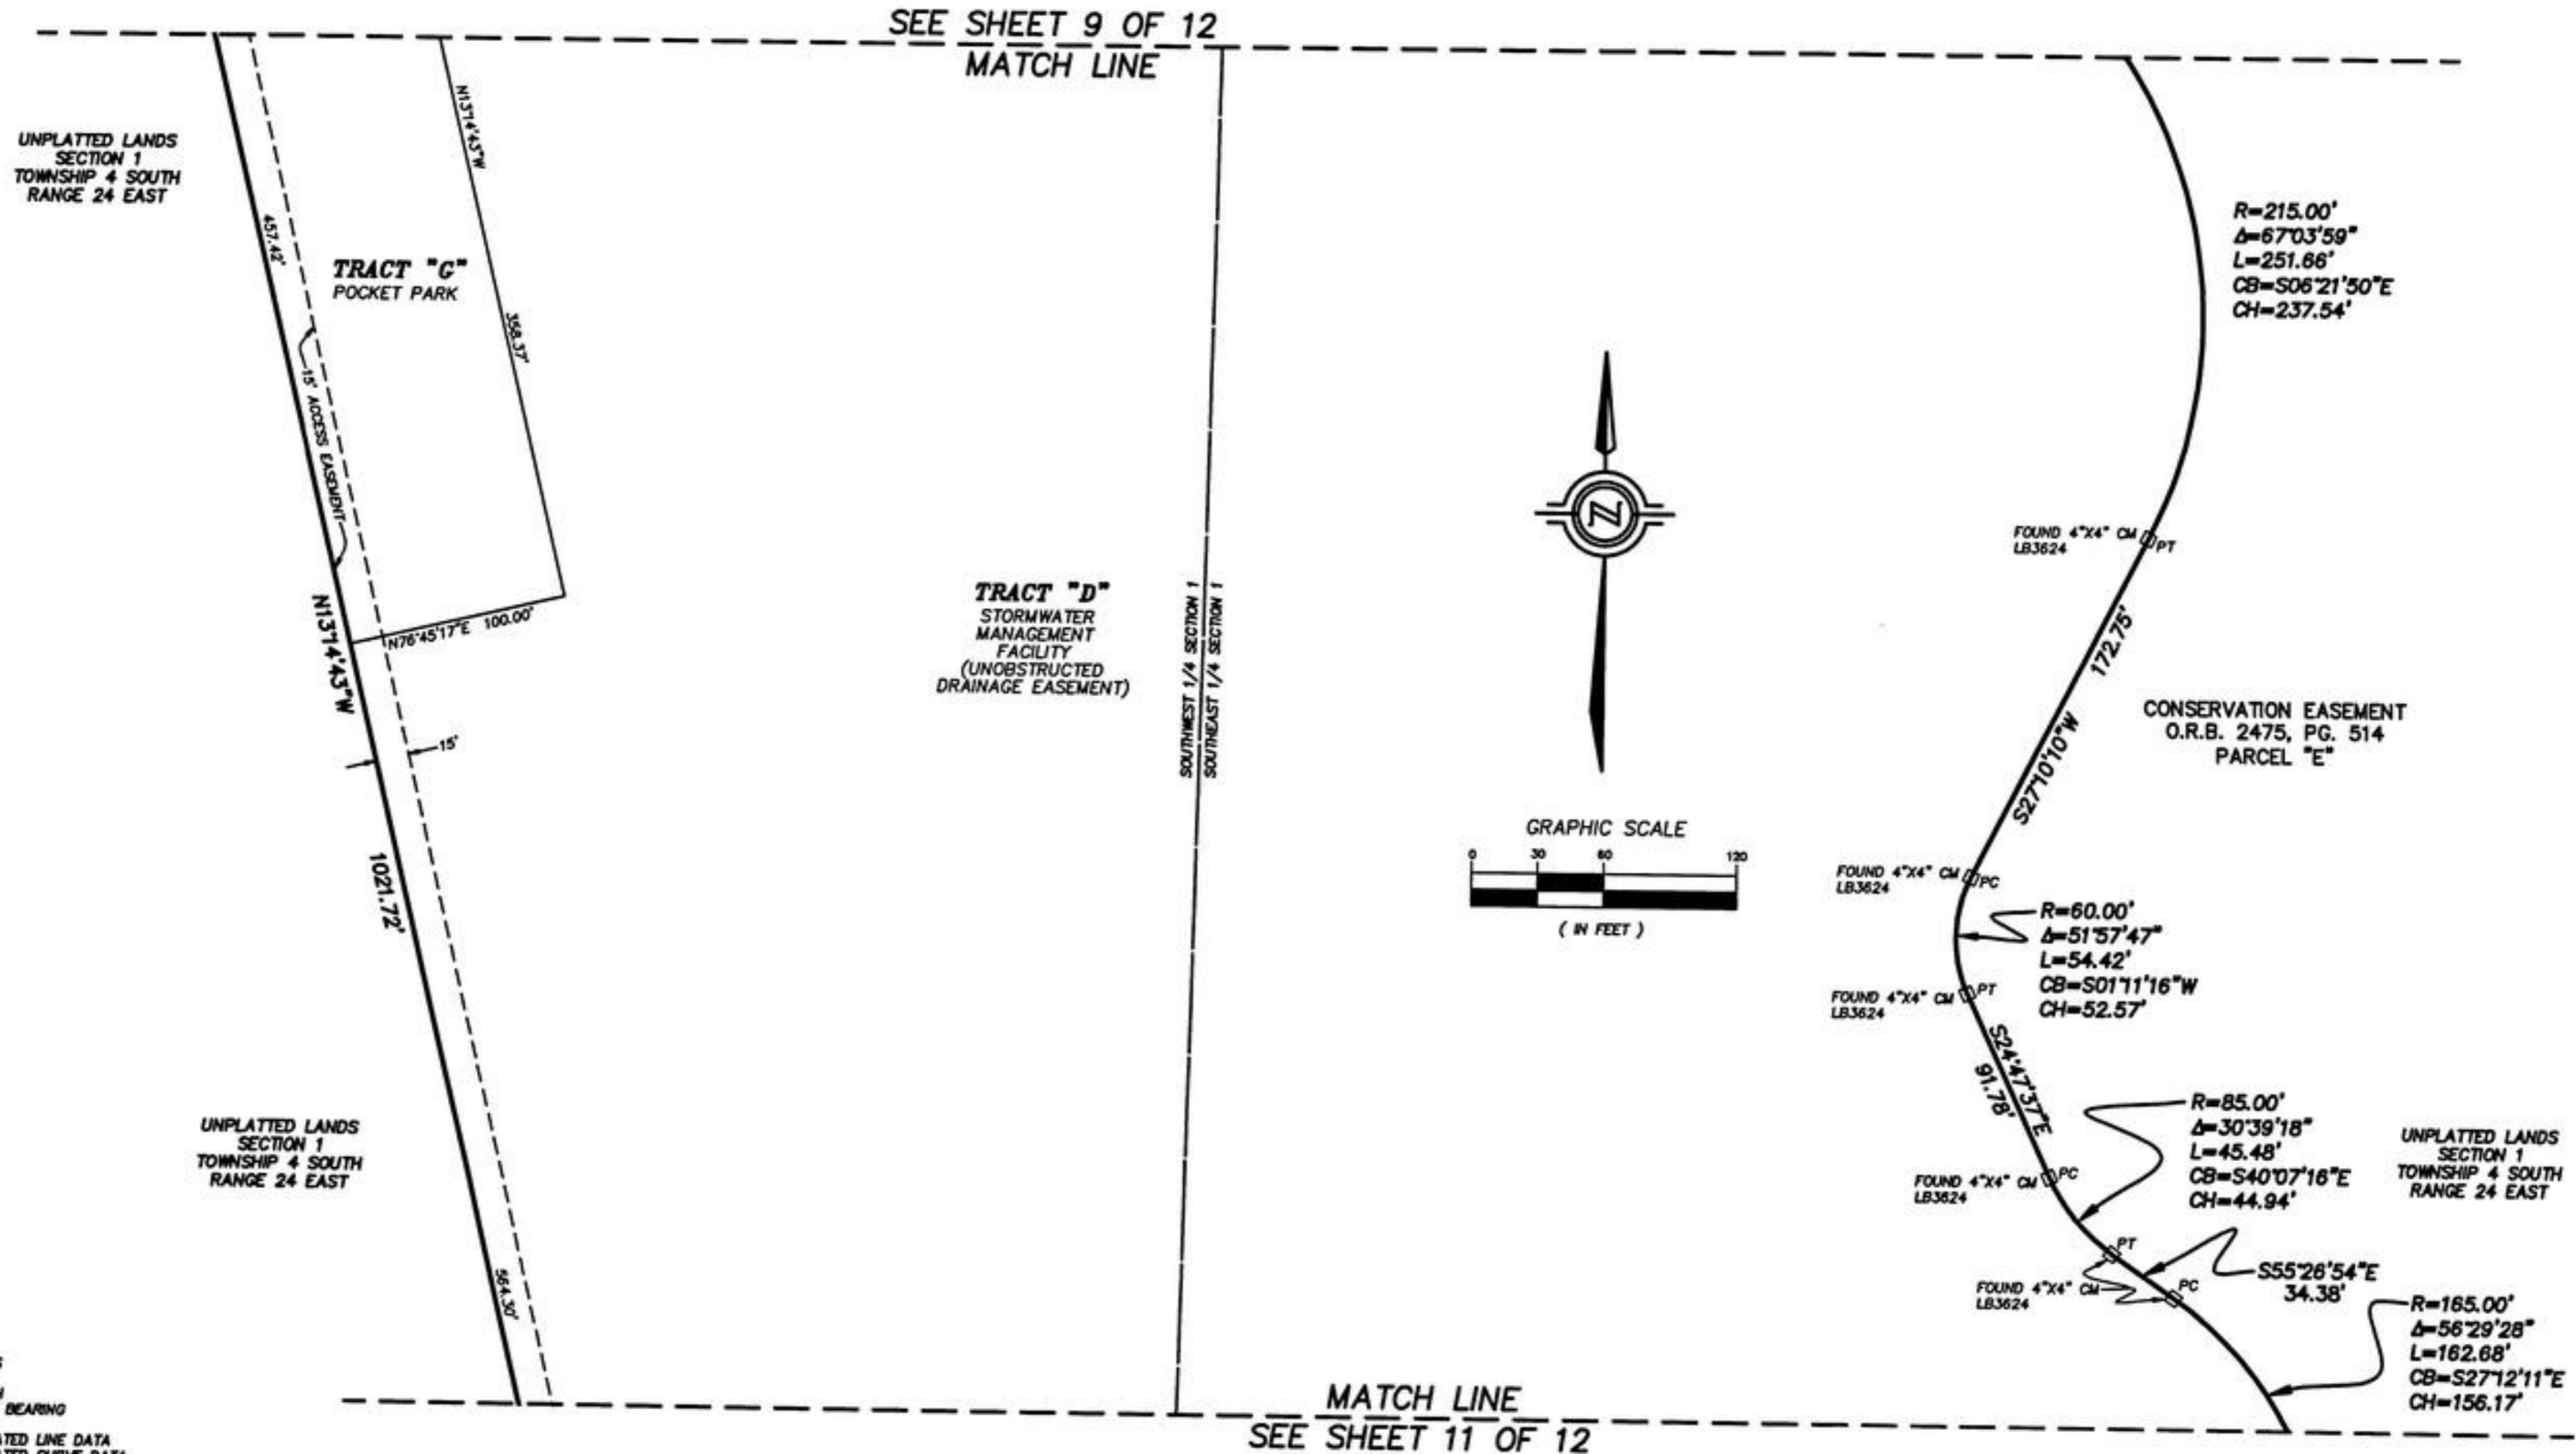 SEE SHEET 9 OF 12
MATCH LINE
UNPLATTED LANDS
SECTION 1
TOWNSHIP 4 SOUTH
RANGE 24 EAST
457.42'
N13°14'43"W
358.37'
TRACT "G"
POCKET PARK
15' ACCESS EASEMENT
N76°45'17"E 100.00'
N13°14'43"W
15'
1021.72'
564.30'
UNPLATTED LANDS
SECTION 1
TOWNSHIP 4 SOUTH
RANGE 24 EAST
TRACT "D"
STORMWATER
MANAGEMENT
FACILITY
(UNOBSTRUCTED
DRAINAGE EASEMENT)
SOUTHWEST 1/4 SECTION 1
SOUTHEAST 1/4 SECTION 1
N
GRAPHIC SCALE
0 30 60 120
( IN FEET )
R=215.00'
Δ=67°03'59"
L=251.66'
CB=S06°21'50"E
CH=237.54'
FOUND 4"X4" CM
LB3624
PT
172.75'
S27°10'10"W
CONSERVATION EASEMENT
O.R.B. 2475, PG. 514
PARCEL "E"
FOUND 4"X4" CM
LB3624
PC
R=60.00'
Δ=51°57'47"
L=54.42'
CB=S01°11'16"W
CH=52.57'
FOUND 4"X4" CM
LB3624
PT
S24°47'37"E
91.78'
R=85.00'
Δ=30°39'18"
L=45.48'
CB=S40°07'16"E
CH=44.94'
UNPLATTED LANDS
SECTION 1
TOWNSHIP 4 SOUTH
RANGE 24 EAST
FOUND 4"X4" CM
LB3624
PC
PT
S55°26'54"E
34.38'
FOUND 4"X4" CM
LB3624
PC
R=165.00'
Δ=56°29'28"
L=162.68'
CB=S27°12'11"E
CH=156.17'
BEARING
LINE DATA
MATCH LINE
SEE SHEET 11 OF 12